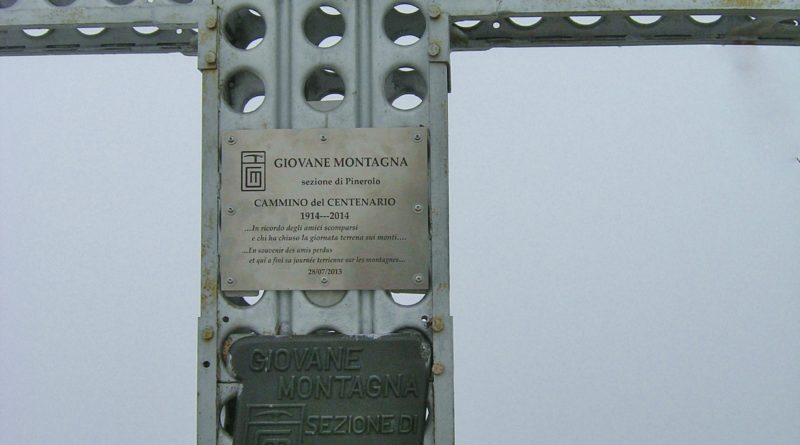 GIOVANE MONTAGNA
sezione di Pinerolo
CAMMINO del CENTENARIO
1914---2014
...In ricordo degli amici scomparsi
e chi ha chiuso la giornata terrena sui monti....
...En souvenir des amis perdus
et qui a fini sa journée terrienne sur les montagnes...
28/07/2013
GIOVANE
MONTAGNA
SEZIONE DI